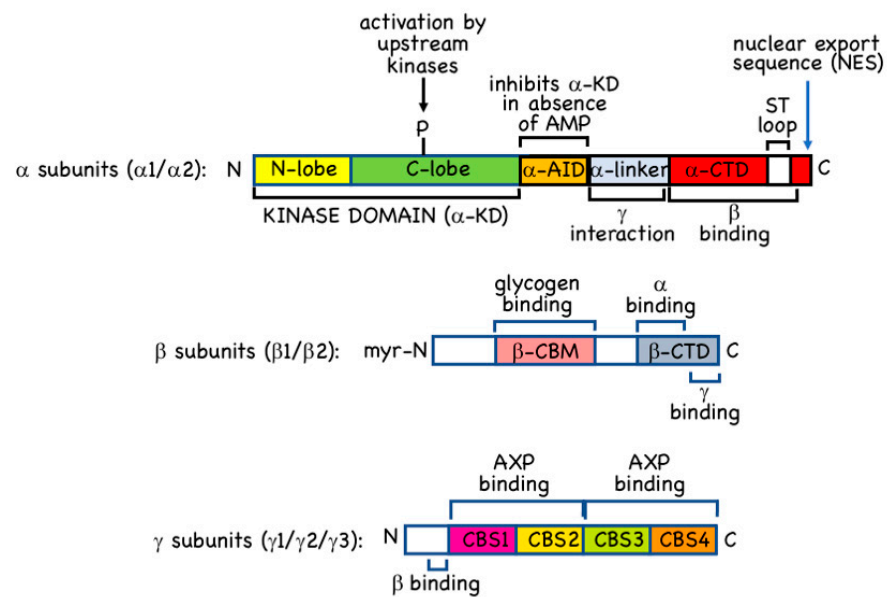 activation by
upstream
kinases
nuclear export
sequence (NES)
inhibits α-KD
in absence
of AMP
ST
loop
P
α subunits (α1/α2): N N-lobe C-lobe α-AID α-linker α-CTD C
KINASE DOMAIN (α-KD)
γ
interaction
β
binding
glycogen
binding
α
binding
β subunits (β1/β2): myr-N β-CBM β-CTD C
γ
binding
AXP
binding
AXP
binding
γ subunits (γ1/γ2/γ3): N CBS1 CBS2 CBS3 CBS4 C
β binding